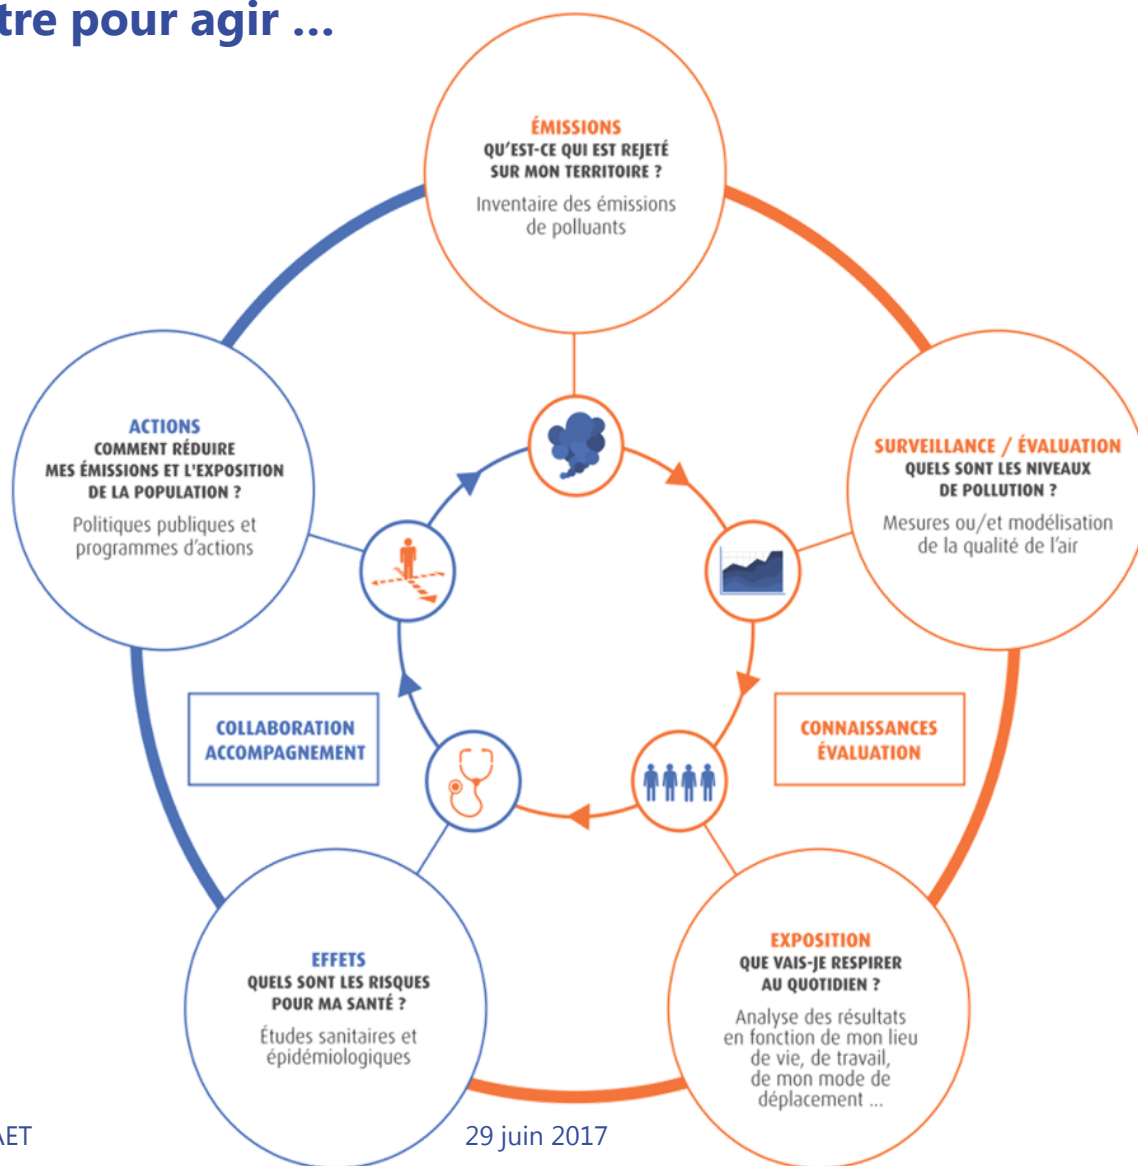 tre pour agir ...
ÉMISSIONS
QU'EST-CE QUI EST REJETÉ
SUR MON TERRITOIRE ?
Inventaire des émissions
de polluants
ACTIONS
COMMENT RÉDUIRE
MES ÉMISSIONS ET L'EXPOSITION
DE LA POPULATION ?
Politiques publiques et
programmes d'actions
SURVEILLANCE / ÉVALUATION
QUELS SONT LES NIVEAUX
DE POLLUTION ?
Mesures ou/et modélisation
de la qualité de l'air
COLLABORATION
ACCOMPAGNEMENT
CONNAISSANCES
ÉVALUATION
EFFETS
QUELS SONT LES RISQUES
POUR MA SANTÉ ?
Études sanitaires et
épidémiologiques
EXPOSITION
QUE VAIS-JE RESPIRER
AU QUOTIDIEN ?
Analyse des résultats
en fonction de mon lieu
de vie, de travail,
de mon mode de
déplacement ...
AET
29 juin 2017